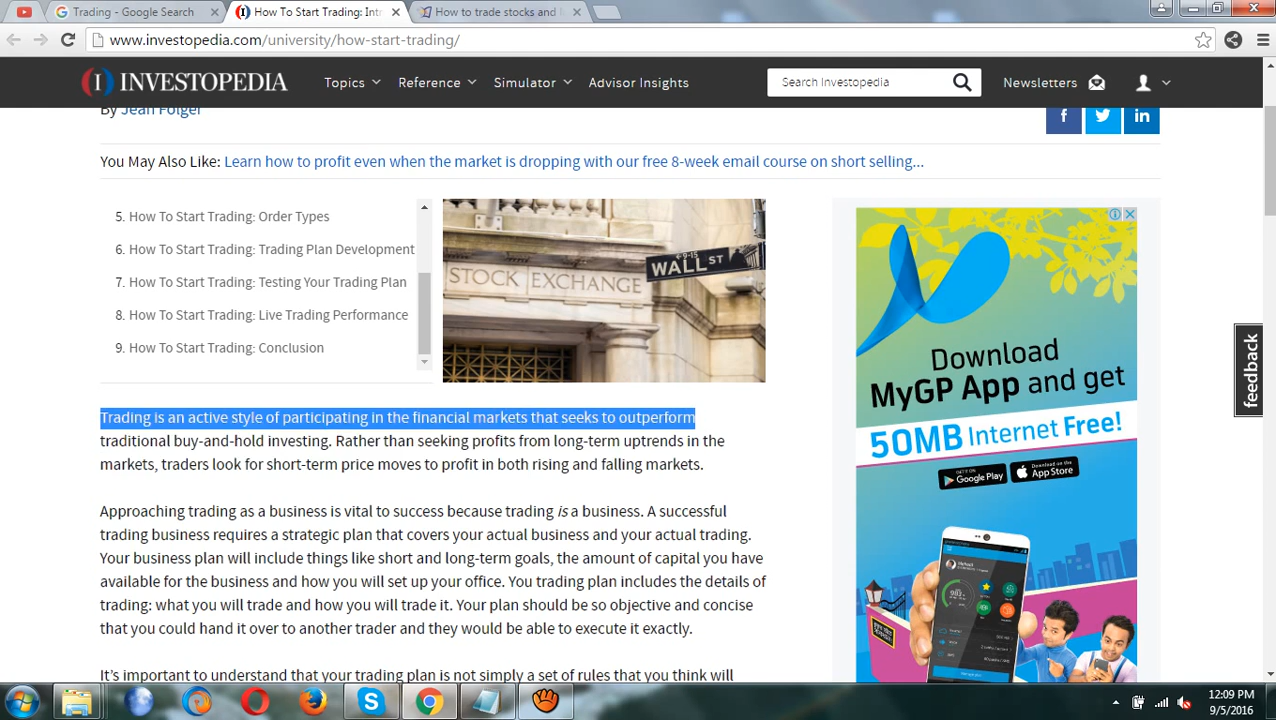 Trading - Google Search
How To Start Trading: Int
How to trade stocks and
www.investopedia.com/university/how-start-trading/
INVESTOPEDIA
Topics
Reference
Simulator
Advisor Insights
Search Investopedia
Newsletters
By Jean Folger
f
in
You May Also Like: Learn how to profit even when the market is dropping with our free 8-week email course on short selling...
5. How To Start Trading: Order Types
6. How To Start Trading: Trading Plan Development
7. How To Start Trading: Testing Your Trading Plan
8. How To Start Trading: Live Trading Performance
9. How To Start Trading: Conclusion
STOCK EXCHANGE
9-15
WALL ST
Trading is an active style of participating in the financial markets that seeks to outperform
traditional buy-and-hold investing. Rather than seeking profits from long-term uptrends in the
markets, traders look for short-term price moves to profit in both rising and falling markets.
Approaching trading as a business is vital to success because trading is a business. A successful
trading business requires a strategic plan that covers your actual business and your actual trading.
Your business plan will include things like short and long-term goals, the amount of capital you have
available for the business and how you will set up your office. You trading plan includes the details of
trading: what you will trade and how you will trade it. Your plan should be so objective and concise
that you could hand it over to another trader and they would be able to execute it exactly.
It's important to understand that your trading plan is not simply a set of rules that you think will
Download
MyGP App and get
50MB Internet Free!
GET IT ON
Google Play
Download on the
App Store
feedback
12:09 PM
9/5/2016